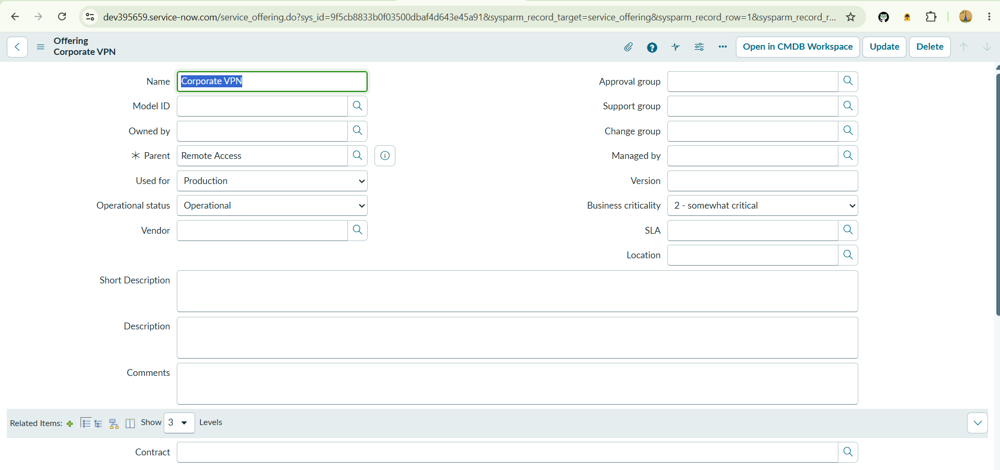 dev395659.service-now.com/service_offering.do?sys_id=9f5cb8833b0f03500dbaf4d643e45a91&sysparm_record_target=service_offering&sysparm_record_row=1&sysparm_record_r...
Offering
Corporate VPN
Open in CMDB Workspace
Update
Delete
Name
Corporate VPN
Model ID
Owned by
Parent
Remote Access
Used for
Production
Operational status
Operational
Vendor
Approval group
Support group
Change group
Managed by
Version
Business criticality
2 - somewhat critical
SLA
Location
Short Description
Description
Comments
Related Items:
Show
3
Levels
Contract